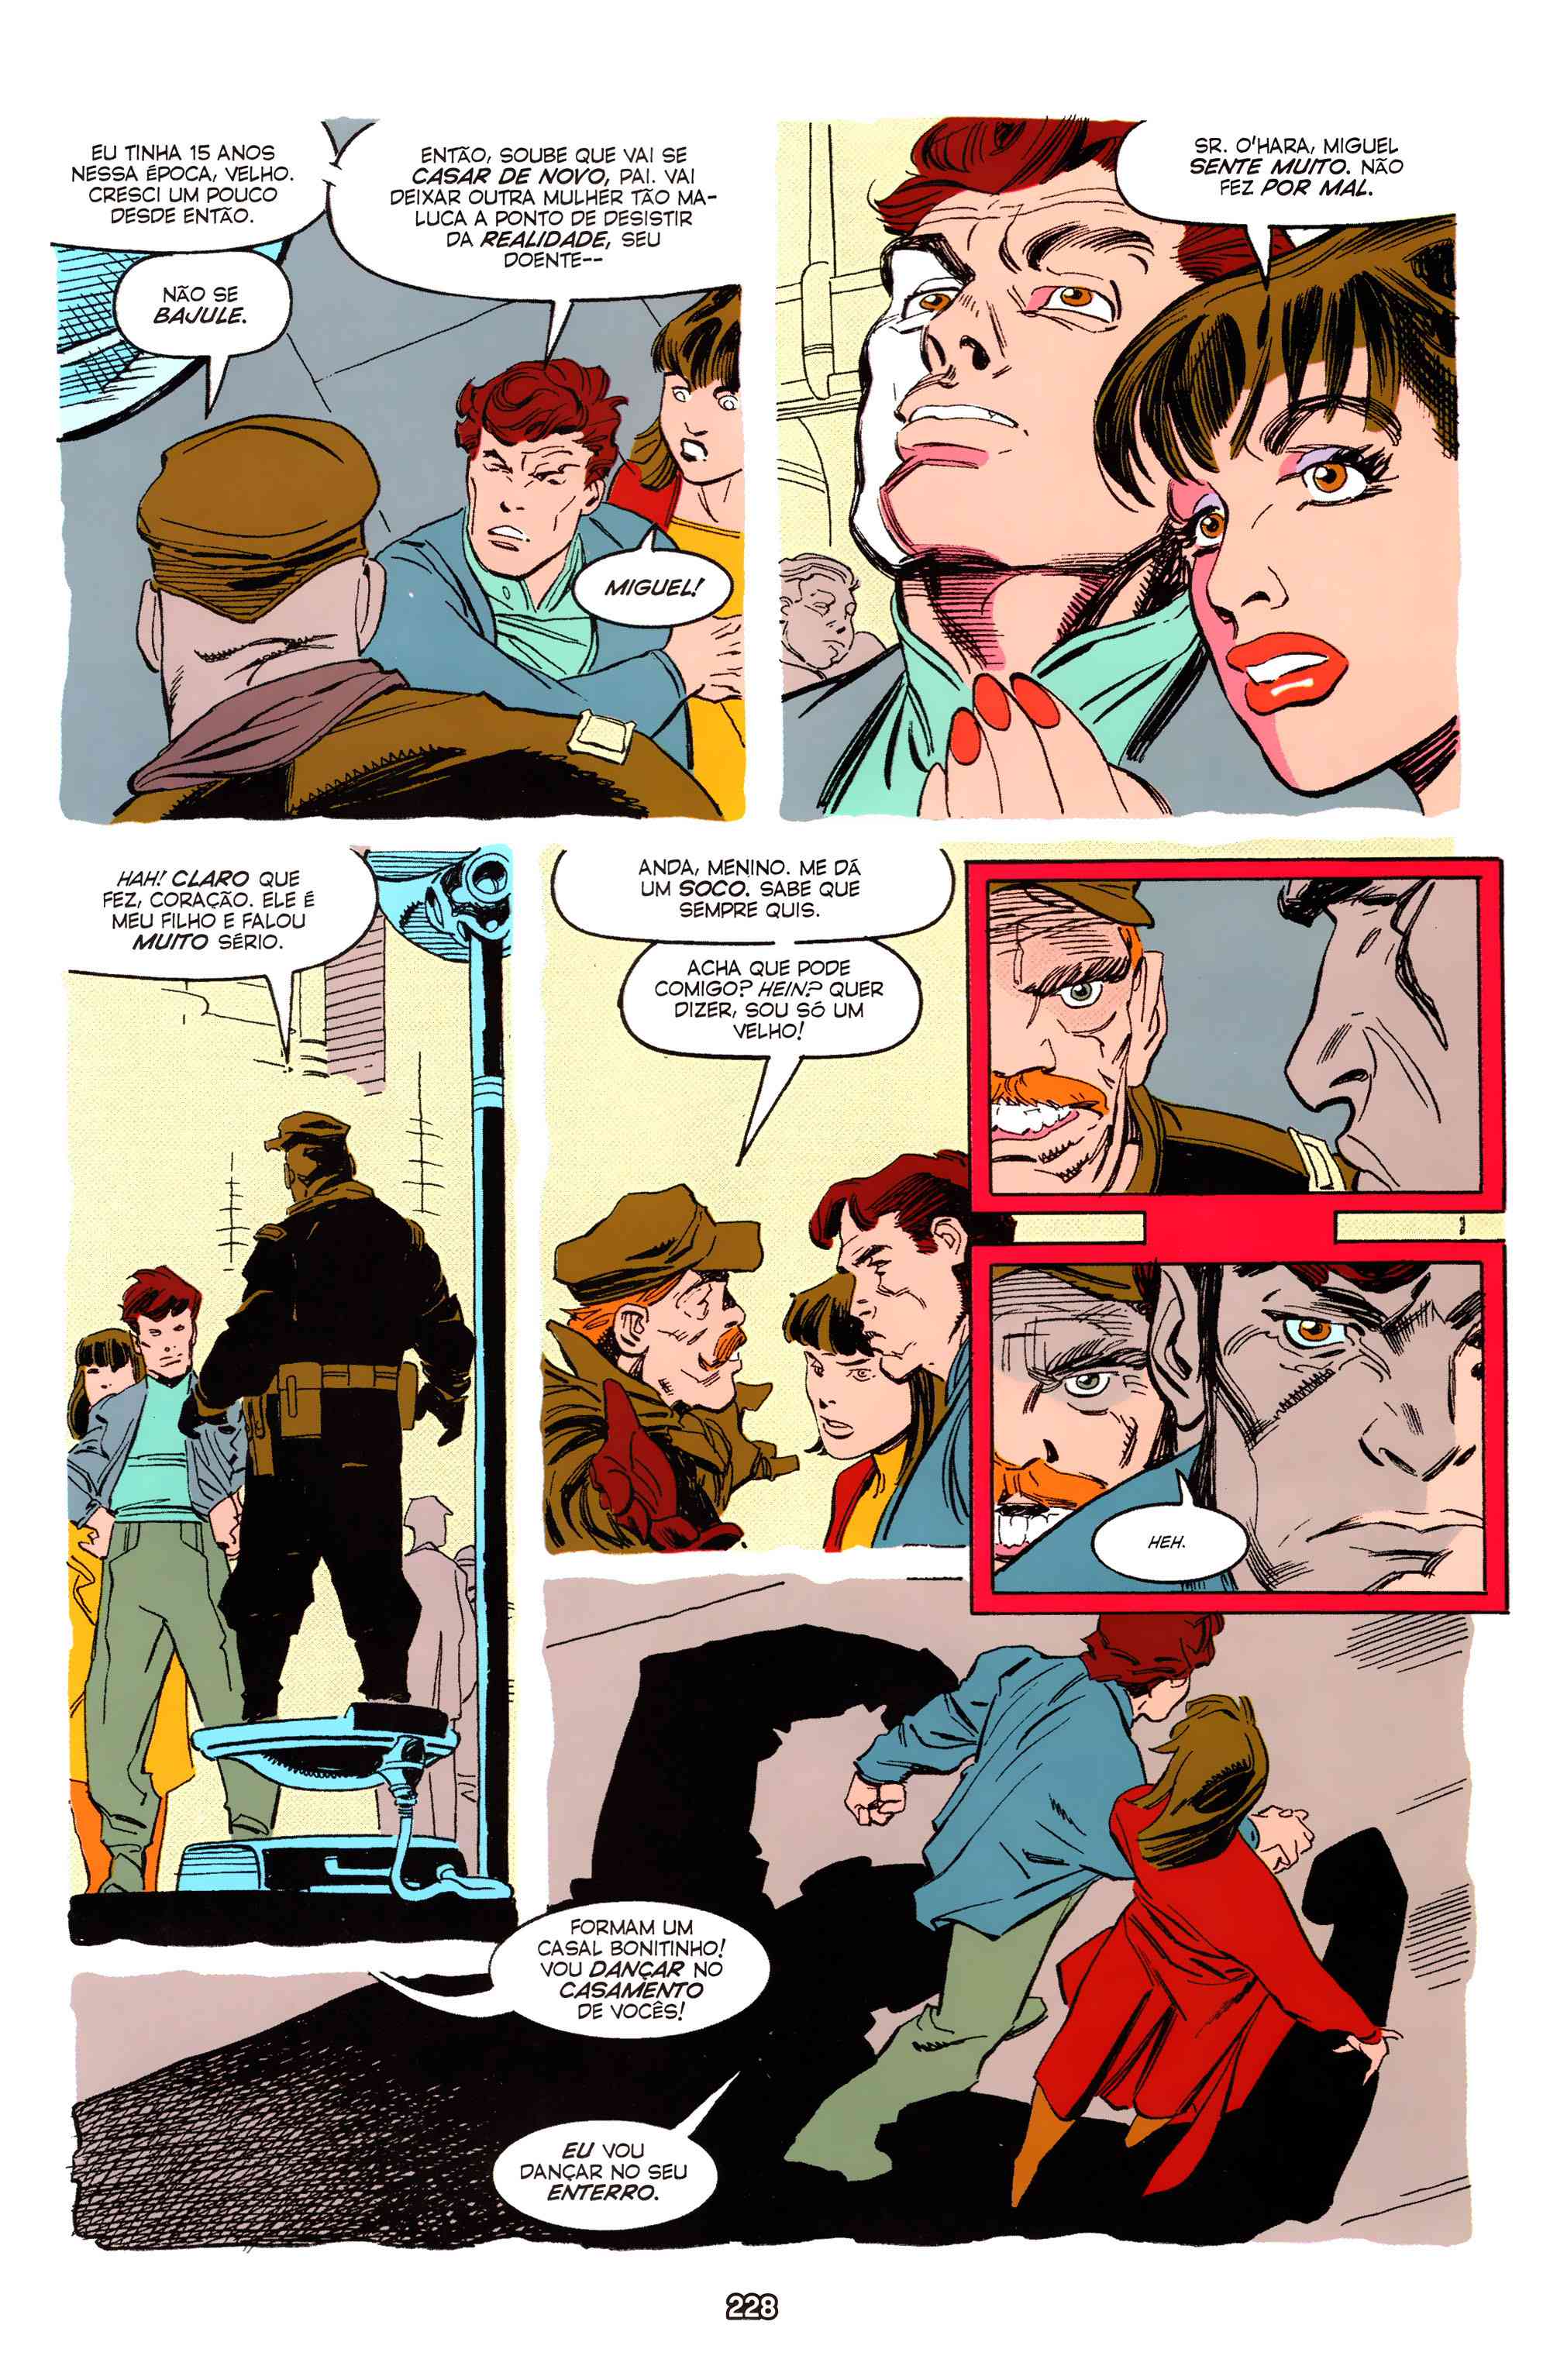 EU TINHA 15 ANOS
NESSA ÉPOCA, VELHO.
CRESCI UM POUCO
DESDE ENTÃO.
NÃO SE
BAJULE.
ENTÃO, SOUBE QUE VAI SE
CASAR DE NOVO, PAI. VAI
DEIXAR OUTRA MULHER TÃO MA-
LUCA A PONTO DE DESISTIR
DA REALIDADE, SEU
DOENTE--
MIGUEL!
SR. O'HARA, MIGUEL
SENTE MUITO. NÃO
FEZ POR MAL.
HAH! CLARO QUE
FEZ, CORAÇÃO. ELE É
MEU FILHO E FALOU
MUITO SÉRIO.
ANDA, MENINO. ME DÁ
UM SOCO. SABE QUE
SEMPRE QUIS.
ACHA QUE PODE
COMIGO? HEIN? QUER
DIZER, SOU SÓ UM
VELHO!
HEH.
FORMAM UM
CASAL BONITINHO!
VOU DANÇAR NO
CASAMENTO
DE VOCÊS!
EU VOU
DANÇAR NO SEU
ENTERRO.
228